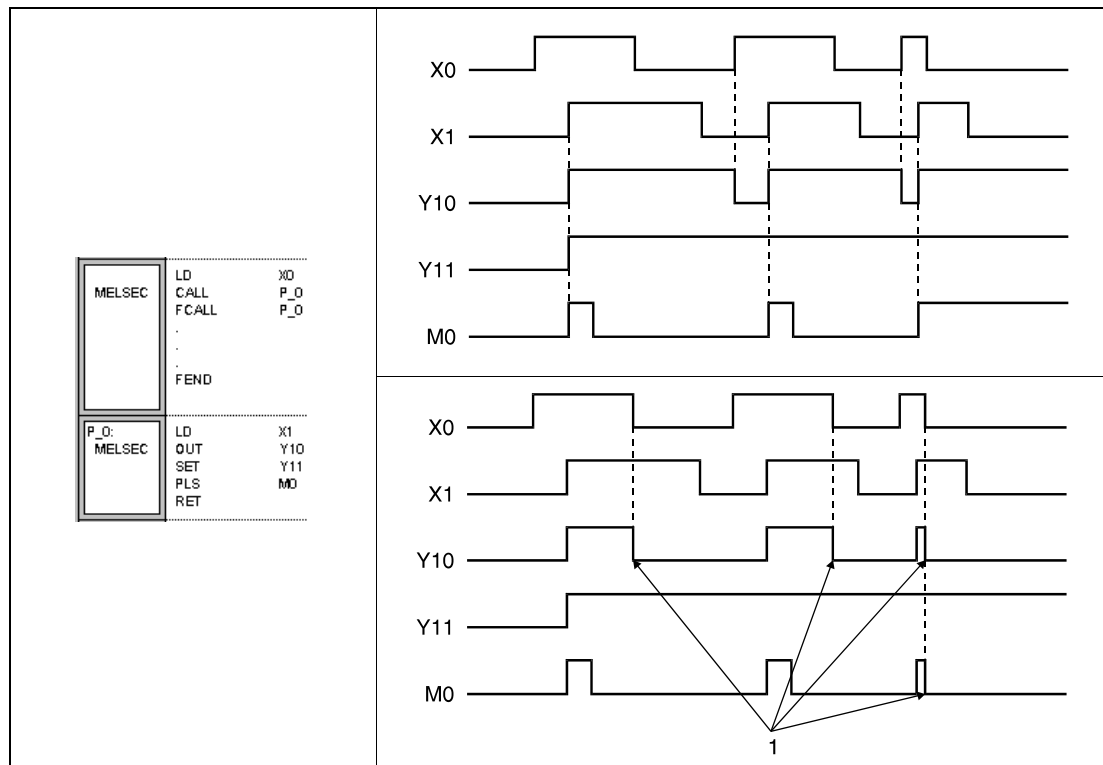 MELSEC
LD X0
CALL P_0
FCALL P_0
.
.
.
FEND
P_0:
MELSEC
LD X1
OUT Y10
SET Y11
PLS M0
RET
X0
X1
Y10
Y11
M0
X0
X1
Y10
Y11
M0
1